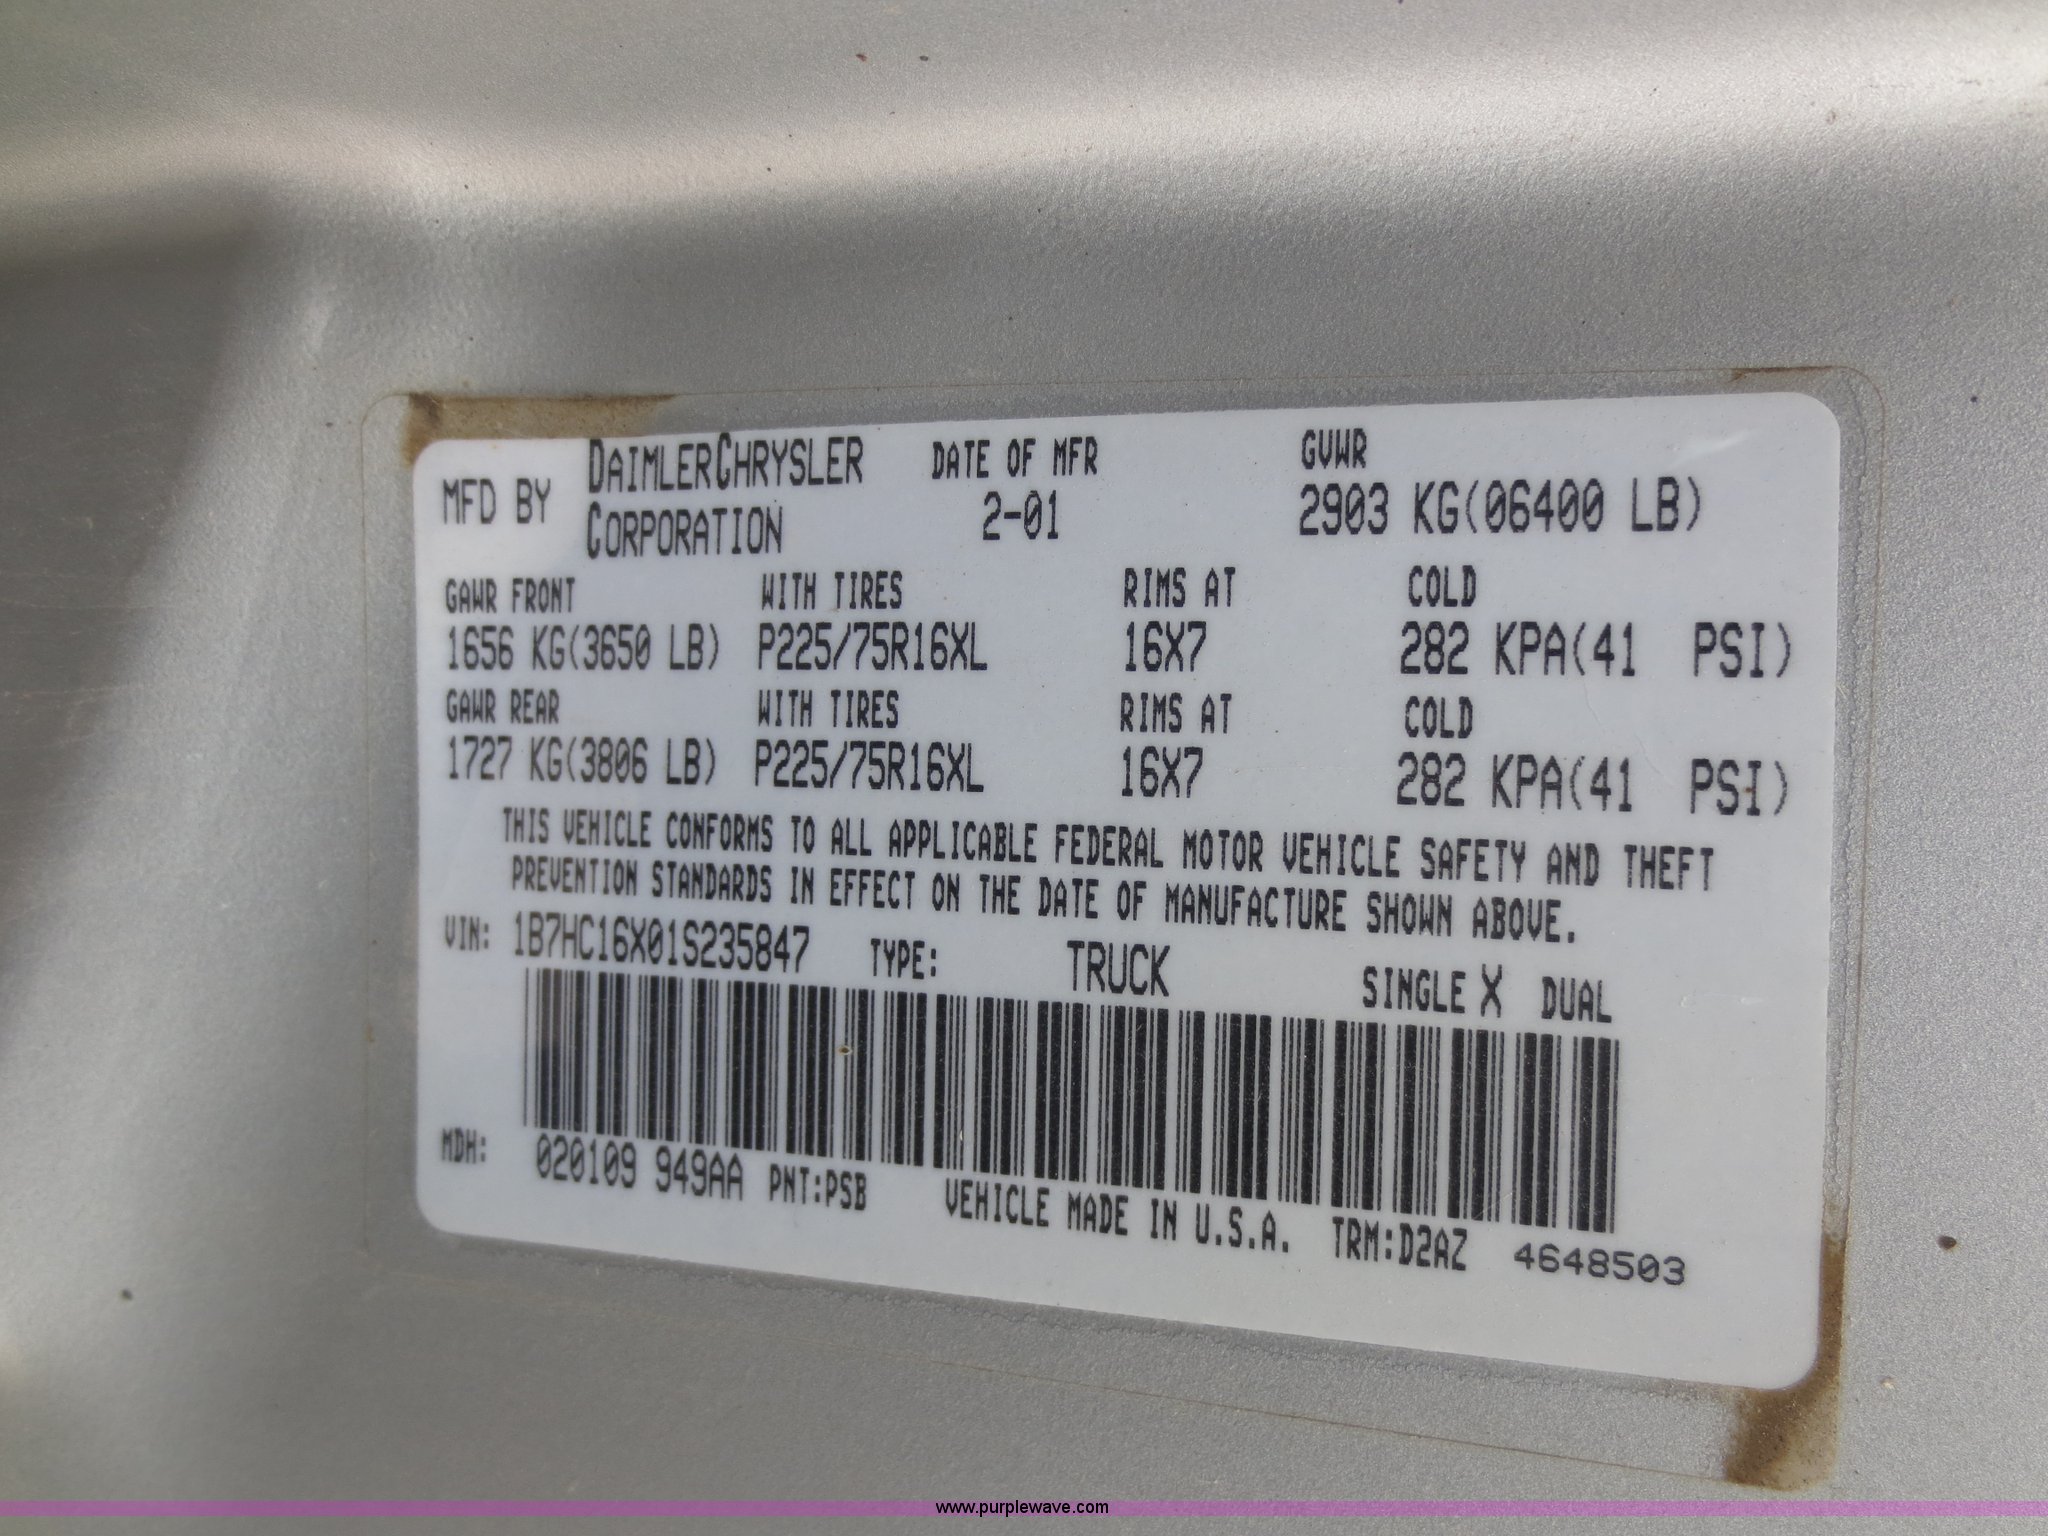 MFD BY DAIMLERCHRYSLER CORPORATION DATE OF MFR 2-01 GVWR 2903 KG(06400 LB)
GAWR FRONT WITH TIRES RIMS AT COLD
1656 KG(3650 LB) P225/75R16XL 16X7 282 KPA(41 PSI)
GAWR REAR WITH TIRES RIMS AT COLD
1727 KG(3806 LB) P225/75R16XL 16X7 282 KPA(41 PSI)
THIS VEHICLE CONFORMS TO ALL APPLICABLE FEDERAL MOTOR VEHICLE SAFETY AND THEFT
PREVENTION STANDARDS IN EFFECT ON THE DATE OF MANUFACTURE SHOWN ABOVE.
VIN: 1B7HC16X01S235847 TYPE: TRUCK SINGLE X DUAL
MDH: 020109 949AA PNT:PSB VEHICLE MADE IN U.S.A. TRM:D2AZ 4648503
www.purplewave.com